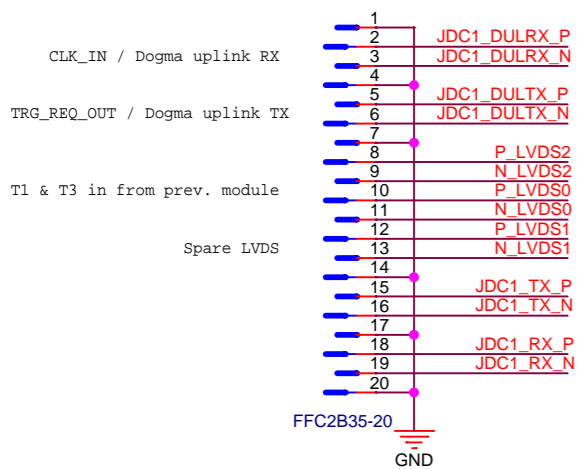 1
2 JDC1_DULRX_P
CLK_IN / Dogma uplink RX
3 JDC1_DULRX_N
4
5 JDC1_DULTX_P
TRG_REQ_OUT / Dogma uplink TX
6 JDC1_DULTX_N
7
8 P_LVDS2
9 N_LVDS2
T1 & T3 in from prev. module
10 P_LVDS0
11 N_LVDS0
12 P_LVDS1
Spare LVDS
13 N_LVDS1
14
15 JDC1_TX_P
16 JDC1_TX_N
17
18 JDC1_RX_P
19 JDC1_RX_N
20
FFC2B35-20
GND